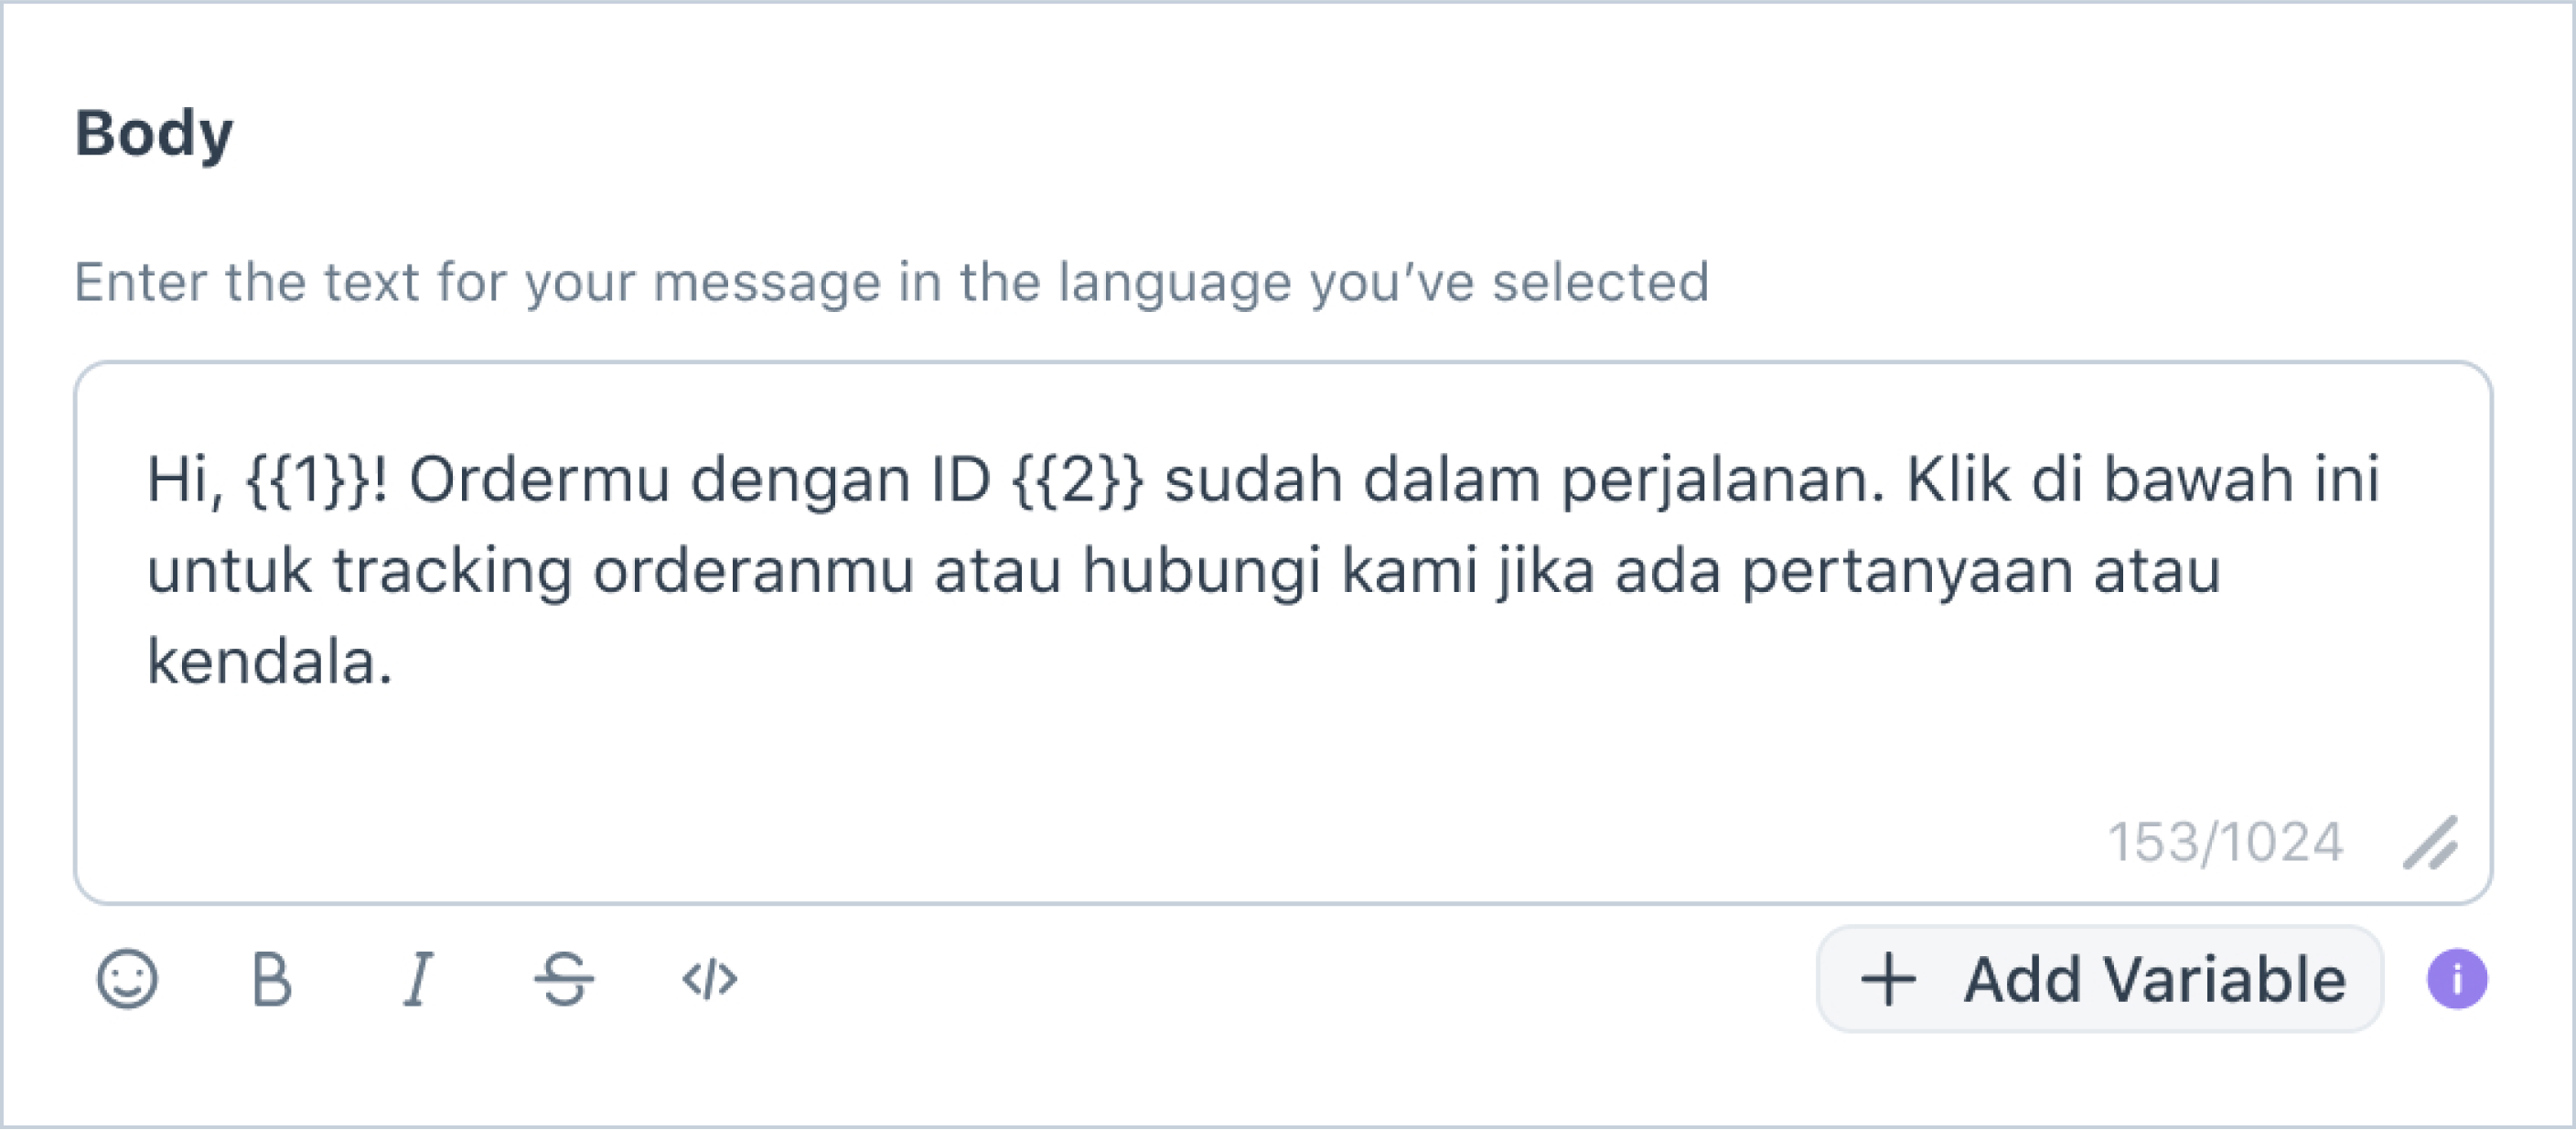 Body
Enter the text for your message in the language you’ve selected
Hi, {{1}}! Ordermu dengan ID {{2}} sudah dalam perjalanan. Klik di bawah ini
untuk tracking orderanmu atau hubungi kami jika ada pertanyaan atau
kendala.
153/1024
B I S </> + Add Variable i